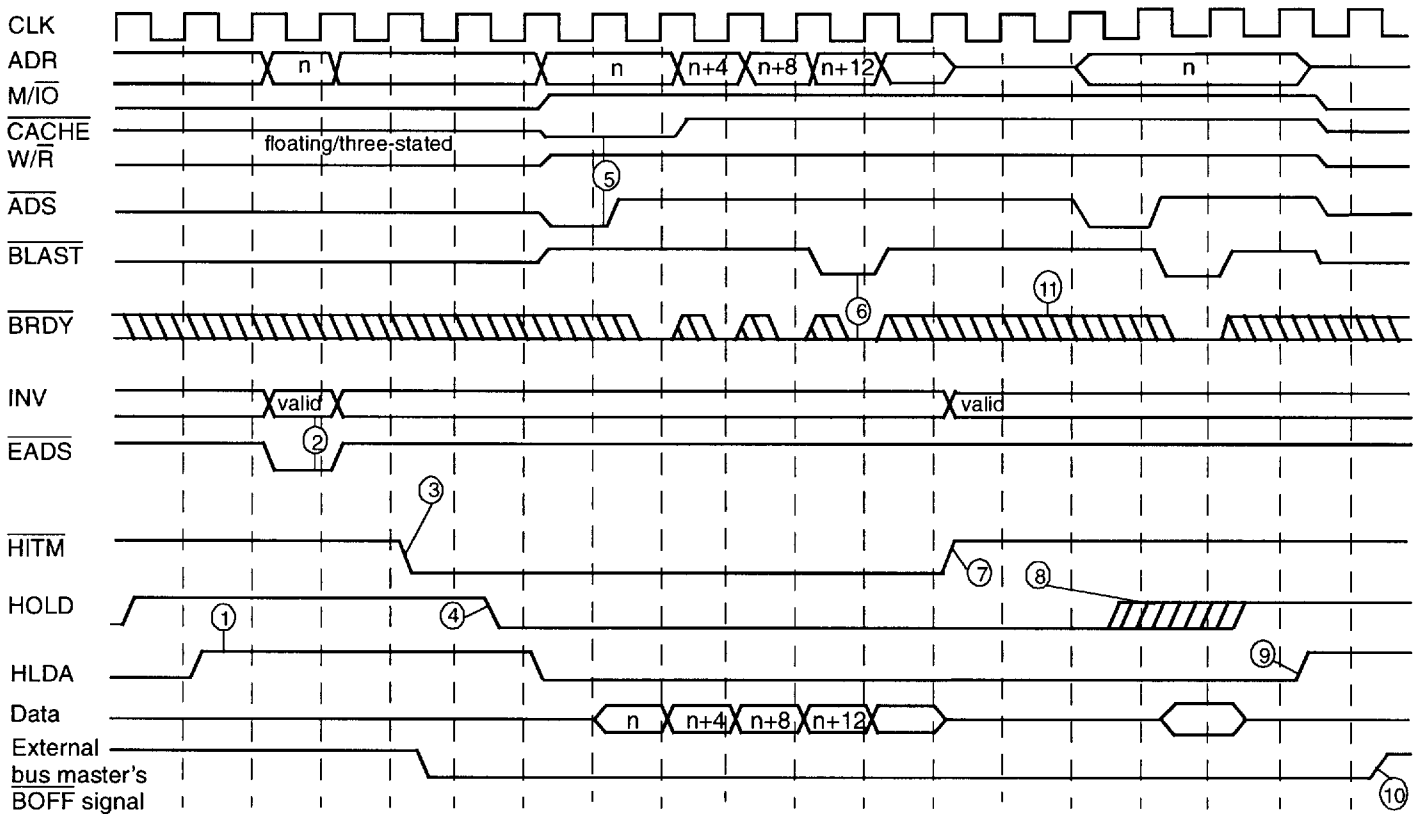 CLK
ADR n n n+4 n+8 n+12 n
M/IO
CACHE
floating/three-stated
W/R
5
ADS
BLAST
11
6
BRDY
INV valid valid
2
EADS
3
HITM
7
8
HOLD 4
1
9
HLDA
Data n n+4 n+8 n+12
External
bus master's
BOFF signal
10